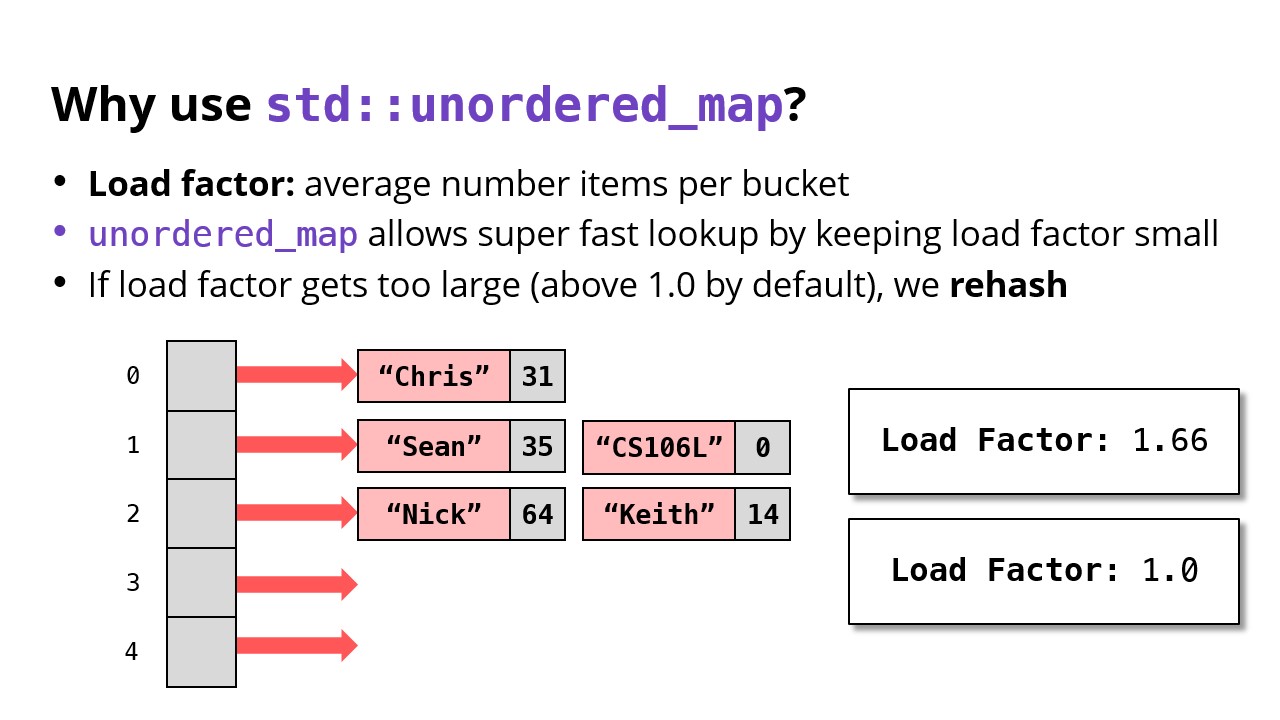 Why use std::unordered_map?
• Load factor: average number items per bucket
• unordered_map allows super fast lookup by keeping load factor small
• If load factor gets too large (above 1.0 by default), we rehash
0 “Chris” 31
1 “Sean” 35 “CS106L” 0
2 “Nick” 64 “Keith” 14
3
4
Load Factor: 1.66
Load Factor: 1.0